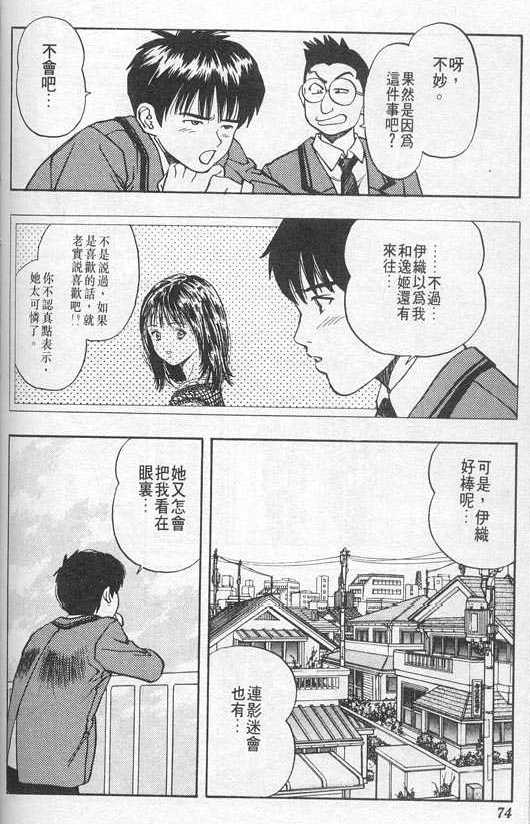 呀，
不妙。
果然是因為
這件事吧？
不會吧…
……不過…
伊織以為我
和逸姬還有
來往…
不是說過，如果
是喜歡的話，就
老實說喜歡吧！！
你不認真點表示，
她太可憐了。
可是，伊織
好棒呢…
連影迷會
也有…
她又怎會
把我看在
眼裏…
74